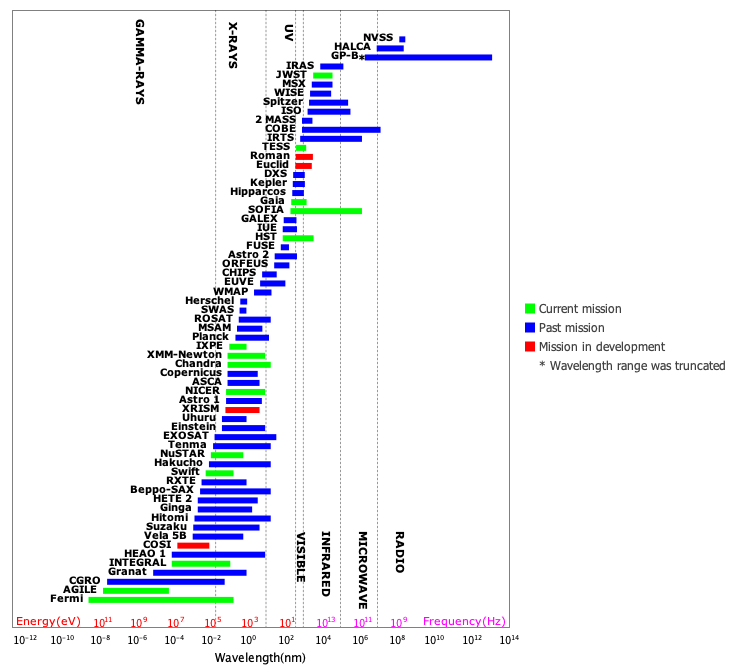 GAMMA-RAYS
X-RAYS
UV
NVSS
HALCA
GP-B*
IRAS
JWST
MSX
WISE
Spitzer
ISO
2 MASS
COBE
IRTS
TESS
Roman
Euclid
DXS
Kepler
Hipparcos
Gaia
SOFIA
GALEX
IUE
HST
FUSE
Astro 2
ORFEUS
CHIPS
EUVE
WMAP
Herschel
SWAS
ROSAT
MSAM
Planck
IXPE
XMM-Newton
Chandra
Copernicus
ASCA
NICER
Astro 1
XRISM
Uhuru
Einstein
EXOSAT
Tenma
NuSTAR
Hakucho
Swift
RXTE
Beppo-SAX
HETE 2
Ginga
Hitomi
Suzaku
Vela 5B
COSI
HEAO 1
INTEGRAL
Granat
CGRO
AGILE
Fermi
VISIBLE
INFRARED
MICROWAVE
RADIO
Current mission
Past mission
Mission in development
* Wavelength range was truncated
Energy(eV) 10^11 10^9 10^7 10^5 10^3 10^1 10^13 10^11 10^9 Frequency(Hz)
10^-12 10^-10 10^-8 10^-6 10^-4 10^-2 10^0 10^2 10^4 10^6 10^8 10^10 10^12 10^14
Wavelength(nm)